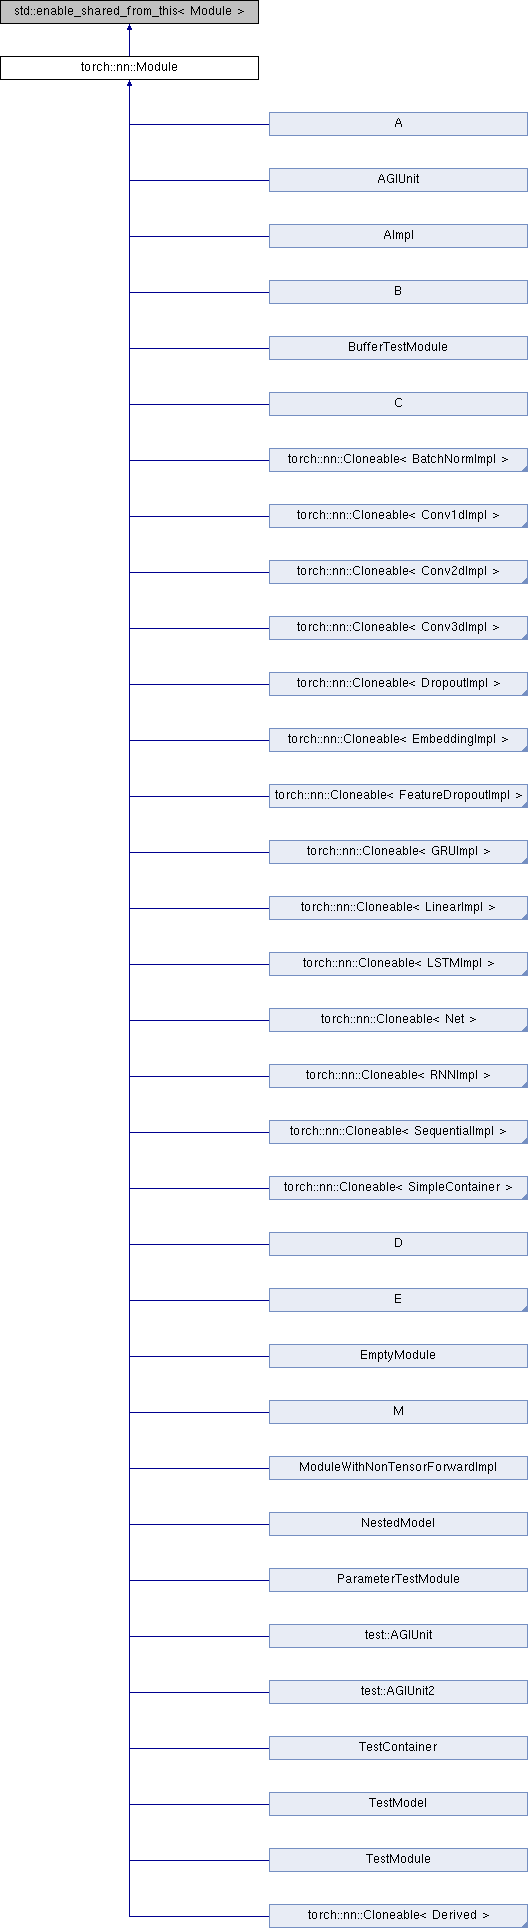 std::enable_shared_from_this< Module >
torch::nn::Module
A
AGIUnit
AImpl
B
BufferTestModule
C
torch::nn::Cloneable< BatchNormImpl >
torch::nn::Cloneable< Conv1dImpl >
torch::nn::Cloneable< Conv2dImpl >
torch::nn::Cloneable< Conv3dImpl >
torch::nn::Cloneable< DropoutImpl >
torch::nn::Cloneable< EmbeddingImpl >
torch::nn::Cloneable< FeatureDropoutImpl >
torch::nn::Cloneable< GRUImpl >
torch::nn::Cloneable< LinearImpl >
torch::nn::Cloneable< LSTMImpl >
torch::nn::Cloneable< Net >
torch::nn::Cloneable< RNNImpl >
torch::nn::Cloneable< SequentialImpl >
torch::nn::Cloneable< SimpleContainer >
D
E
EmptyModule
M
ModuleWithNonTensorForwardImpl
NestedModel
ParameterTestModule
test::AGIUnit
test::AGIUnit2
TestContainer
TestModel
TestModule
torch::nn::Cloneable< Derived >